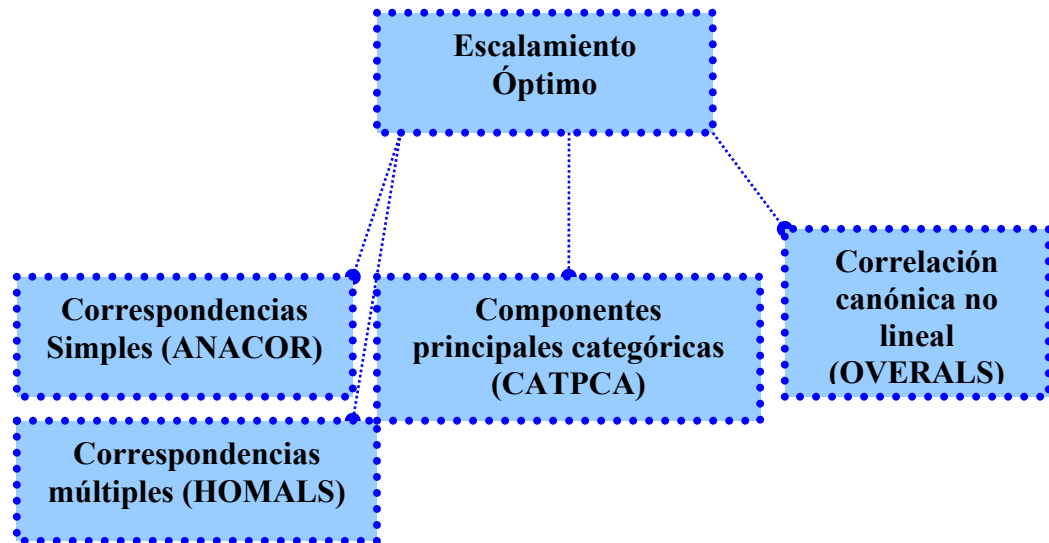 Escalamiento
Óptimo
Correspondencias
Simples (ANACOR)
Componentes
principales categóricas
(CATPCA)
Correlación
canónica no
lineal
(OVERALS)
Correspondencias
múltiples (HOMALS)